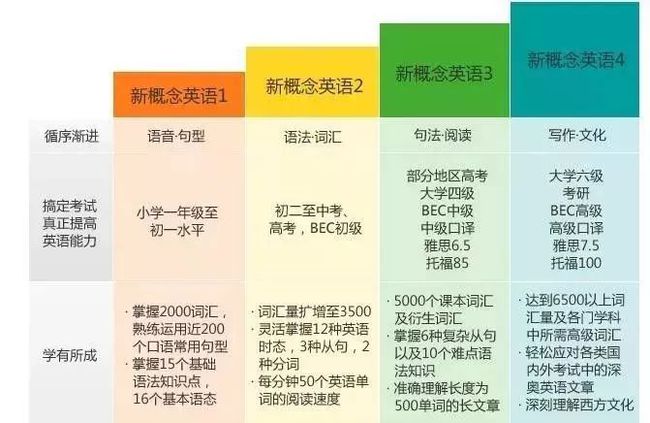 新概念英语1
新概念英语2
新概念英语3
新概念英语4
循序渐进
语音·句型
语法·词汇
句法·阅读
写作·文化
搞定考试
真正提高
英语能力
小学一年级至
初一水平
初二至中考、
高考，BEC初级
部分地区高考
大学四级
BEC中级
中级口译
雅思6.5
托福85
大学六级
考研
BEC高级
高级口译
雅思7.5
托福100
学有所成
·掌握2000词汇，
熟练运用近200
个口语常用句型
·掌握15个基础
语法知识点，
16个基本语态
·词汇量扩增至3500
·灵活掌握12种英语
时态，3种从句，2
种分词
·每分钟50个英语单
词的阅读速度
·5000个课本词汇
及衍生词汇
·掌握6种复杂从句
以及10个难点语
法知识
·准确理解长度为
500单词的长文章
·达到6500以上词
汇量及各门学科
中所需高级词汇
·轻松应对各类国
内外考试中的深
奥英语文章
·深刻理解西方文化